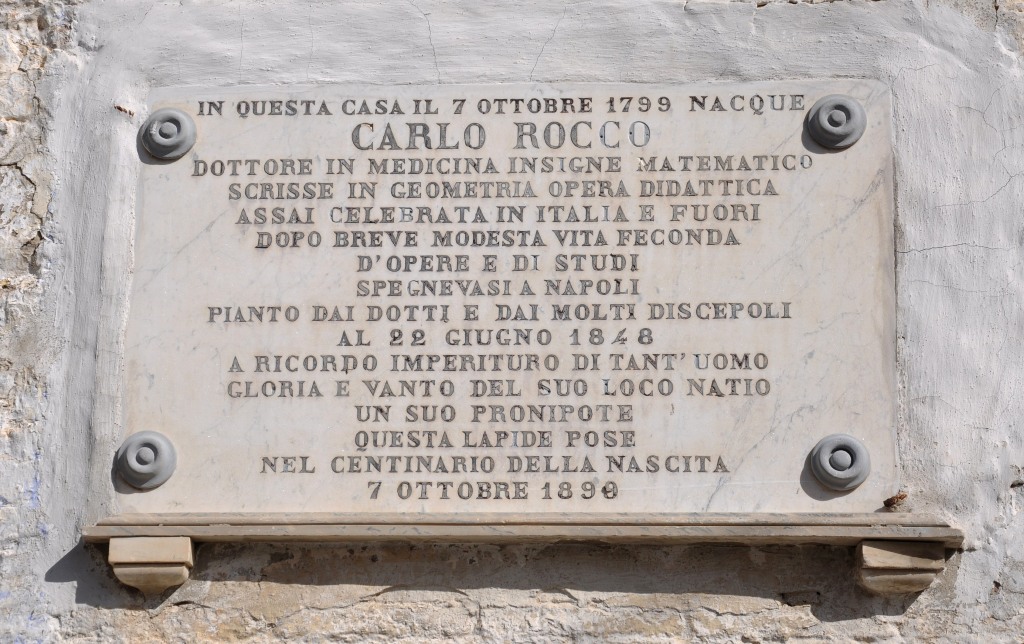 IN QUESTA CASA IL 7 OTTOBRE 1799 NACQUE
CARLO ROCCO
DOTTORE IN MEDICINA INSIGNE MATEMATICO
SCRISSE IN GEOMETRIA OPERA DIDATTICA
ASSAI CELEBRATA IN ITALIA E FUORI
DOPO BREVE MODESTA VITA FECONDA
D'OPERE E DI STUDI
SPEGNEVASI A NAPOLI
PIANTO DAI DOTTI E DAI MOLTI DISCEPOLI
AL 22 GIUGNO 1848
A RICORDO IMPERITURO DI TANT'UOMO
GLORIA E VANTO DEL SUO LOCO NATIO
UN SUO PRONIPOTE
QUESTA LAPIDE POSE
NEL CENTINARIO DELLA NASCITA
7 OTTOBRE 1899